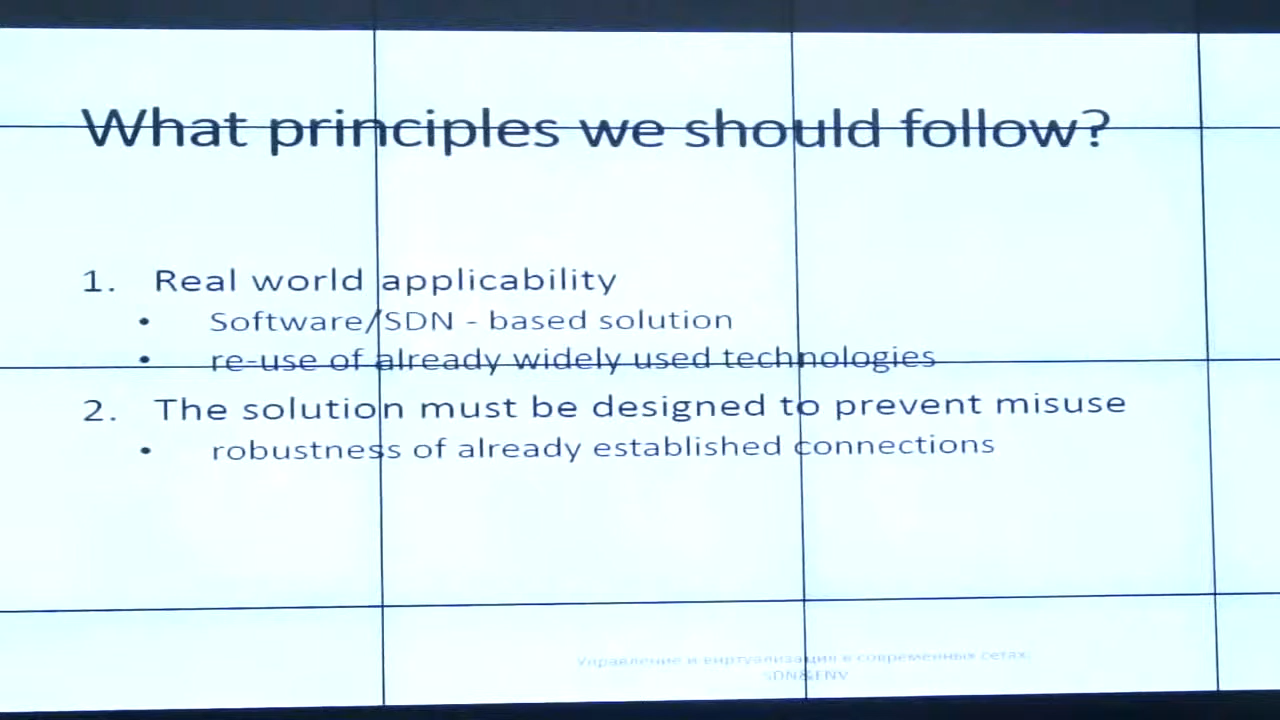 What principles we should follow?
1. Real world applicability
• Software/SDN - based solution
• re-use of already widely used technologies
2. The solution must be designed to prevent misuse
• robustness of already established connections
Управление и виртуализация в современных сетях.
SDN&ENV